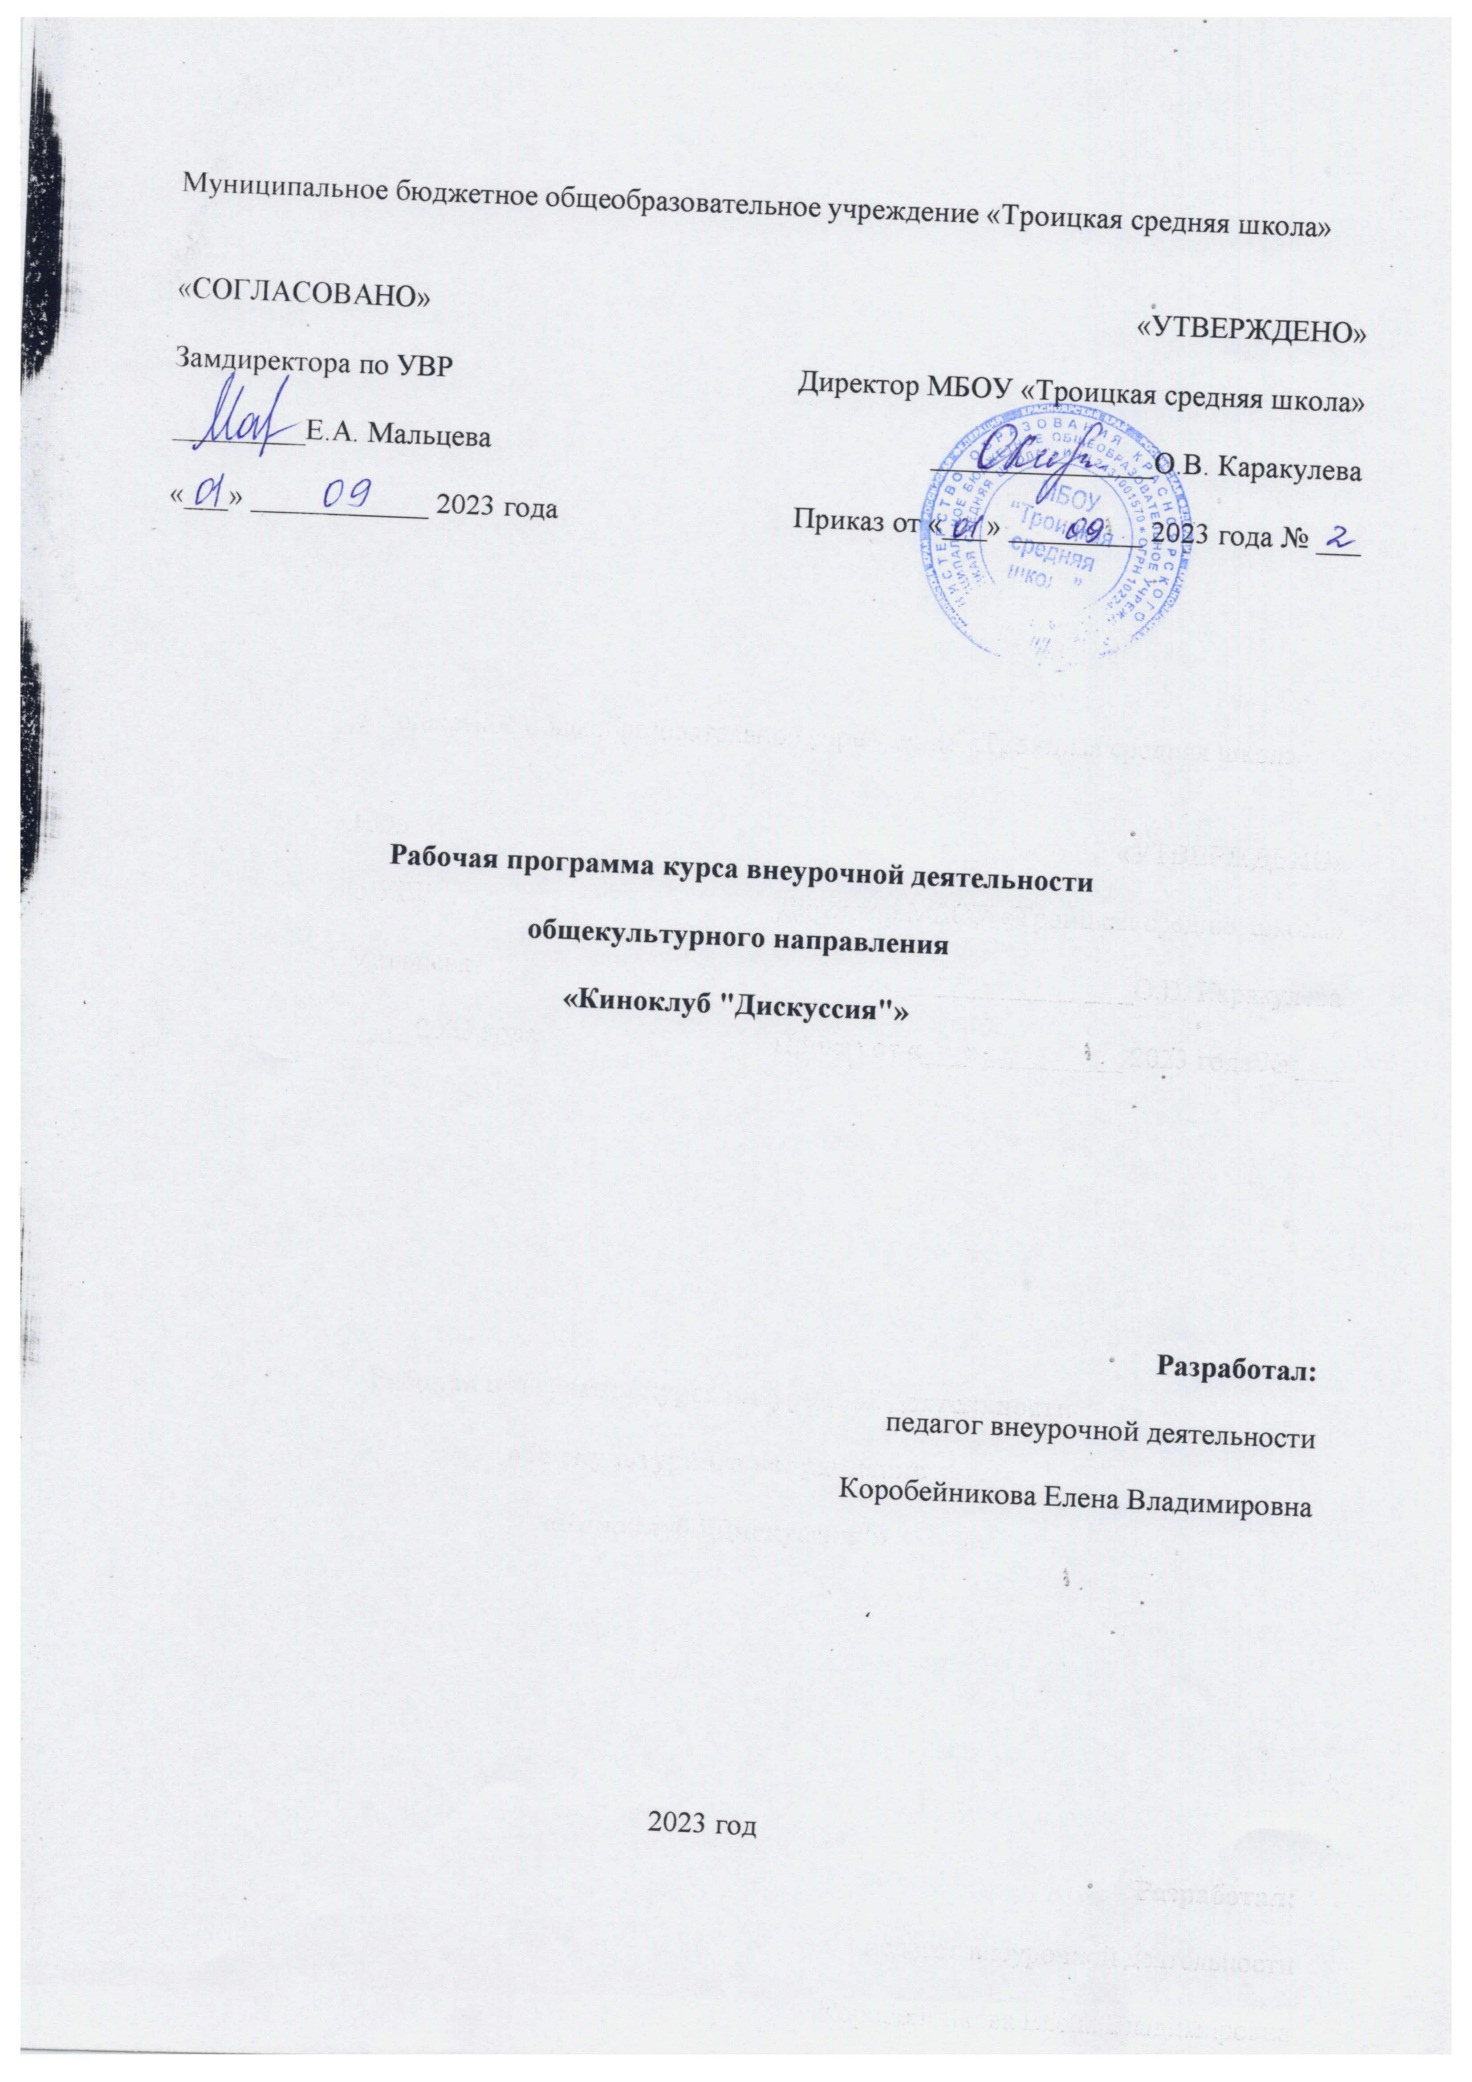 Муниципальное бюджетное общеобразовательное учреждение «Троицкая средняя школа»
«СОГЛАСОВАНО»
Замдиректора по УВР
Е.А. Мальцева
«01» 09 2023 года
«УТВЕРЖДЕНО»
Директор МБОУ «Троицкая средняя школа»
О.В. Каракулева
Приказ от «01» 09 2023 года № 2
МБОУ
"Троицкая
средняя
школ »
Рабочая программа курса внеурочной деятельности
общекультурного направления
«Киноклуб "Дискуссия"»
Разработал:
педагог внеурочной деятельности
Коробейникова Елена Владимировна
2023 год